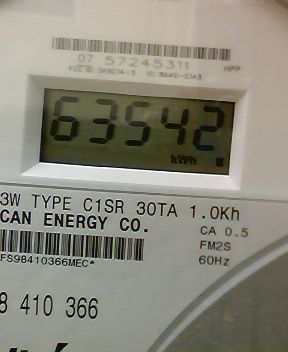 07 57245311 HPP
63542
kWh
3W TYPE C1SR 30TA 1.0Kh
CAN ENERGY CO.
CA 0.5
FM2S
60Hz
FS98410366MEC*
8 410 366